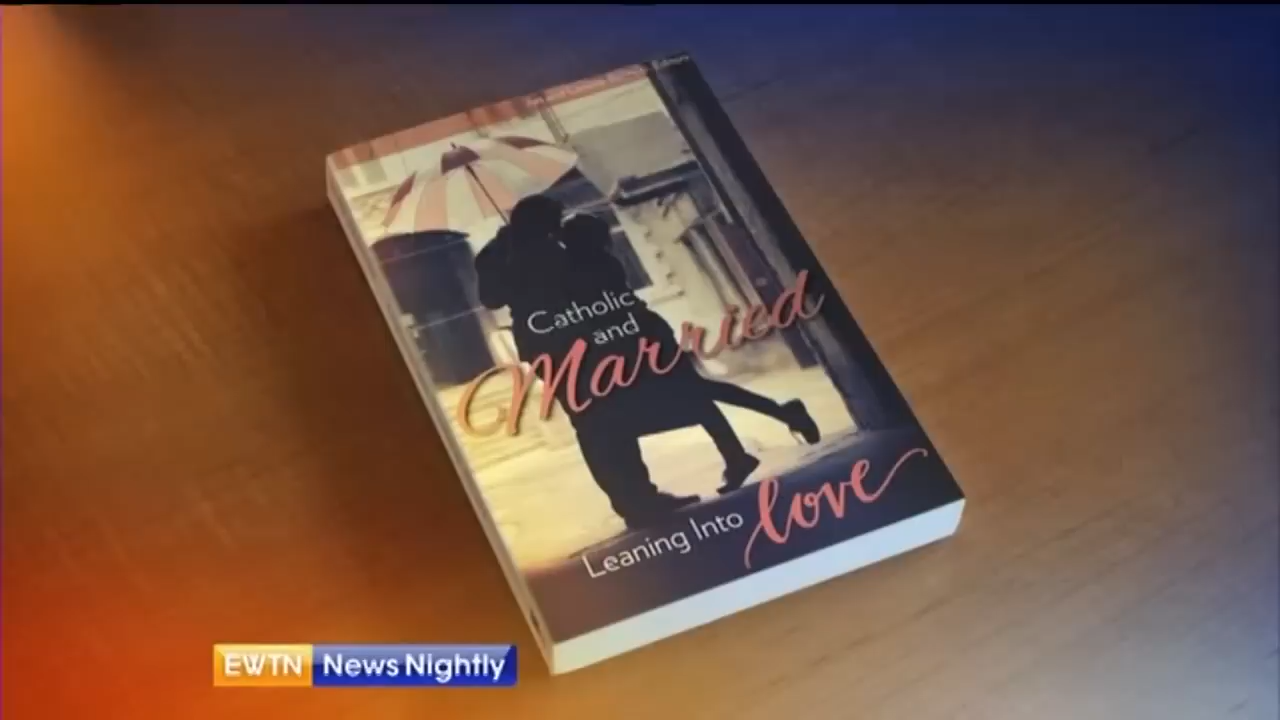 Catholic
and
Married
Leaning Into love
EWTN News Nightly